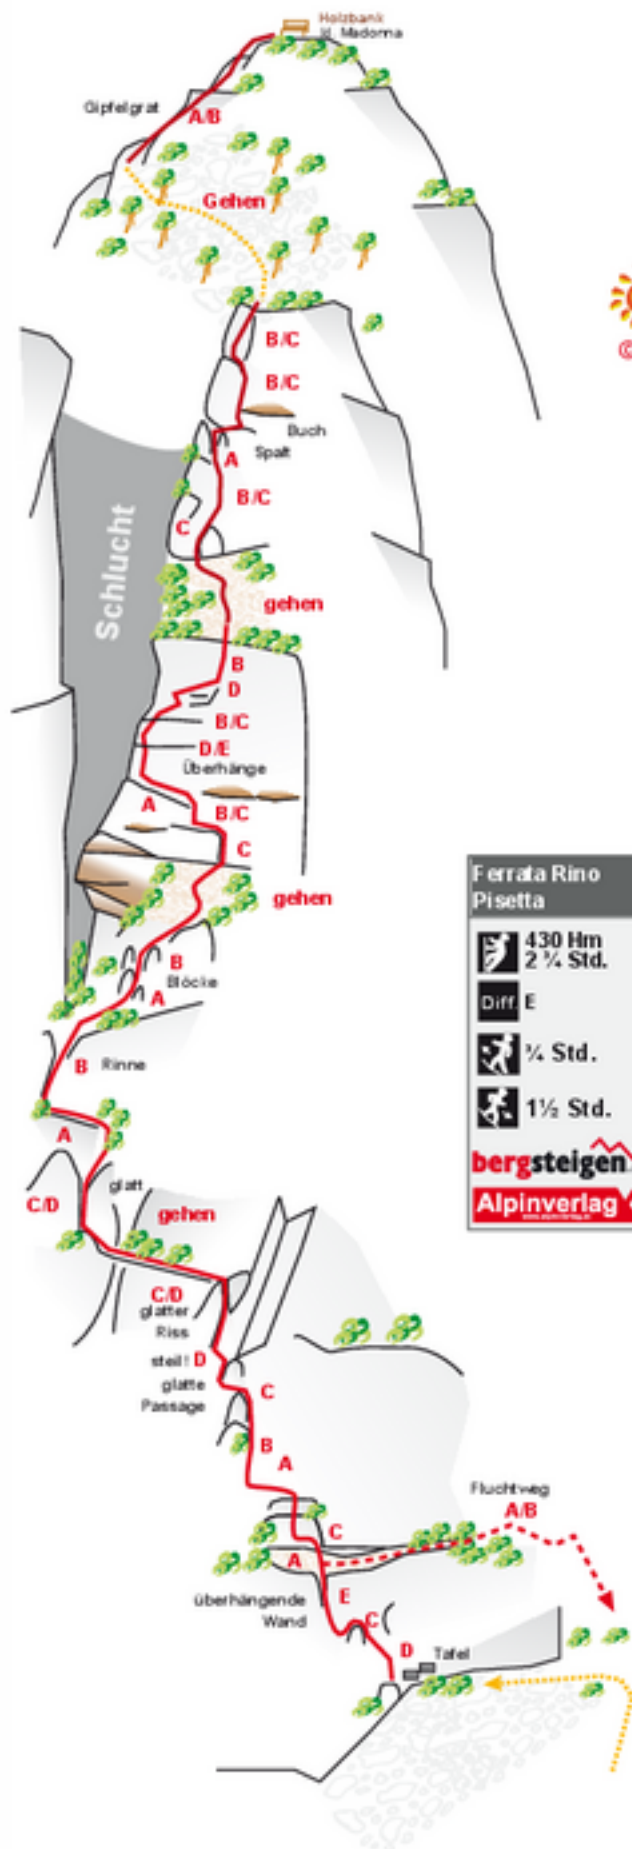 Holzbank
kl. Madonna
Gipfelgrat
A/B
Gehen
B/C
B/C
Buch
A
Spalt
B/C
C
Schlucht
gehen
B
D
B/C
D/E
Überhänge
A
B/C
C
gehen
B
Blöcke
A
B Rinne
A
glatt
C/D
gehen
C/D
glatter
Riss
steil! D
glatte
Passage
C
B
A
Fluchtweg
A/B
C
A
überhängende
Wand
E
C
D
Tafel
©
Ferrata Rino
Pisetta
430 Hm
2 ¾ Std.
Diff. E
¾ Std.
1½ Std.
bergsteigen
Alpinverlag